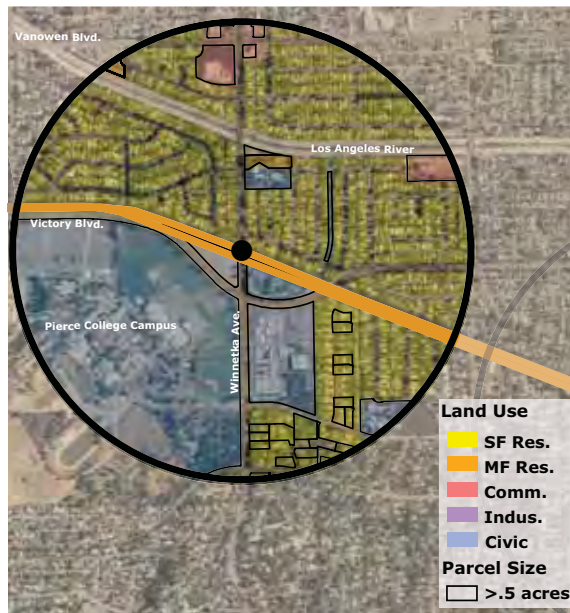 Vanowen Blvd.
Los Angeles River
Victory Blvd.
Pierce College Campus
Winnetka Ave.
Land Use
SF Res.
MF Res.
Comm.
Indus.
Civic
Parcel Size
>.5 acres